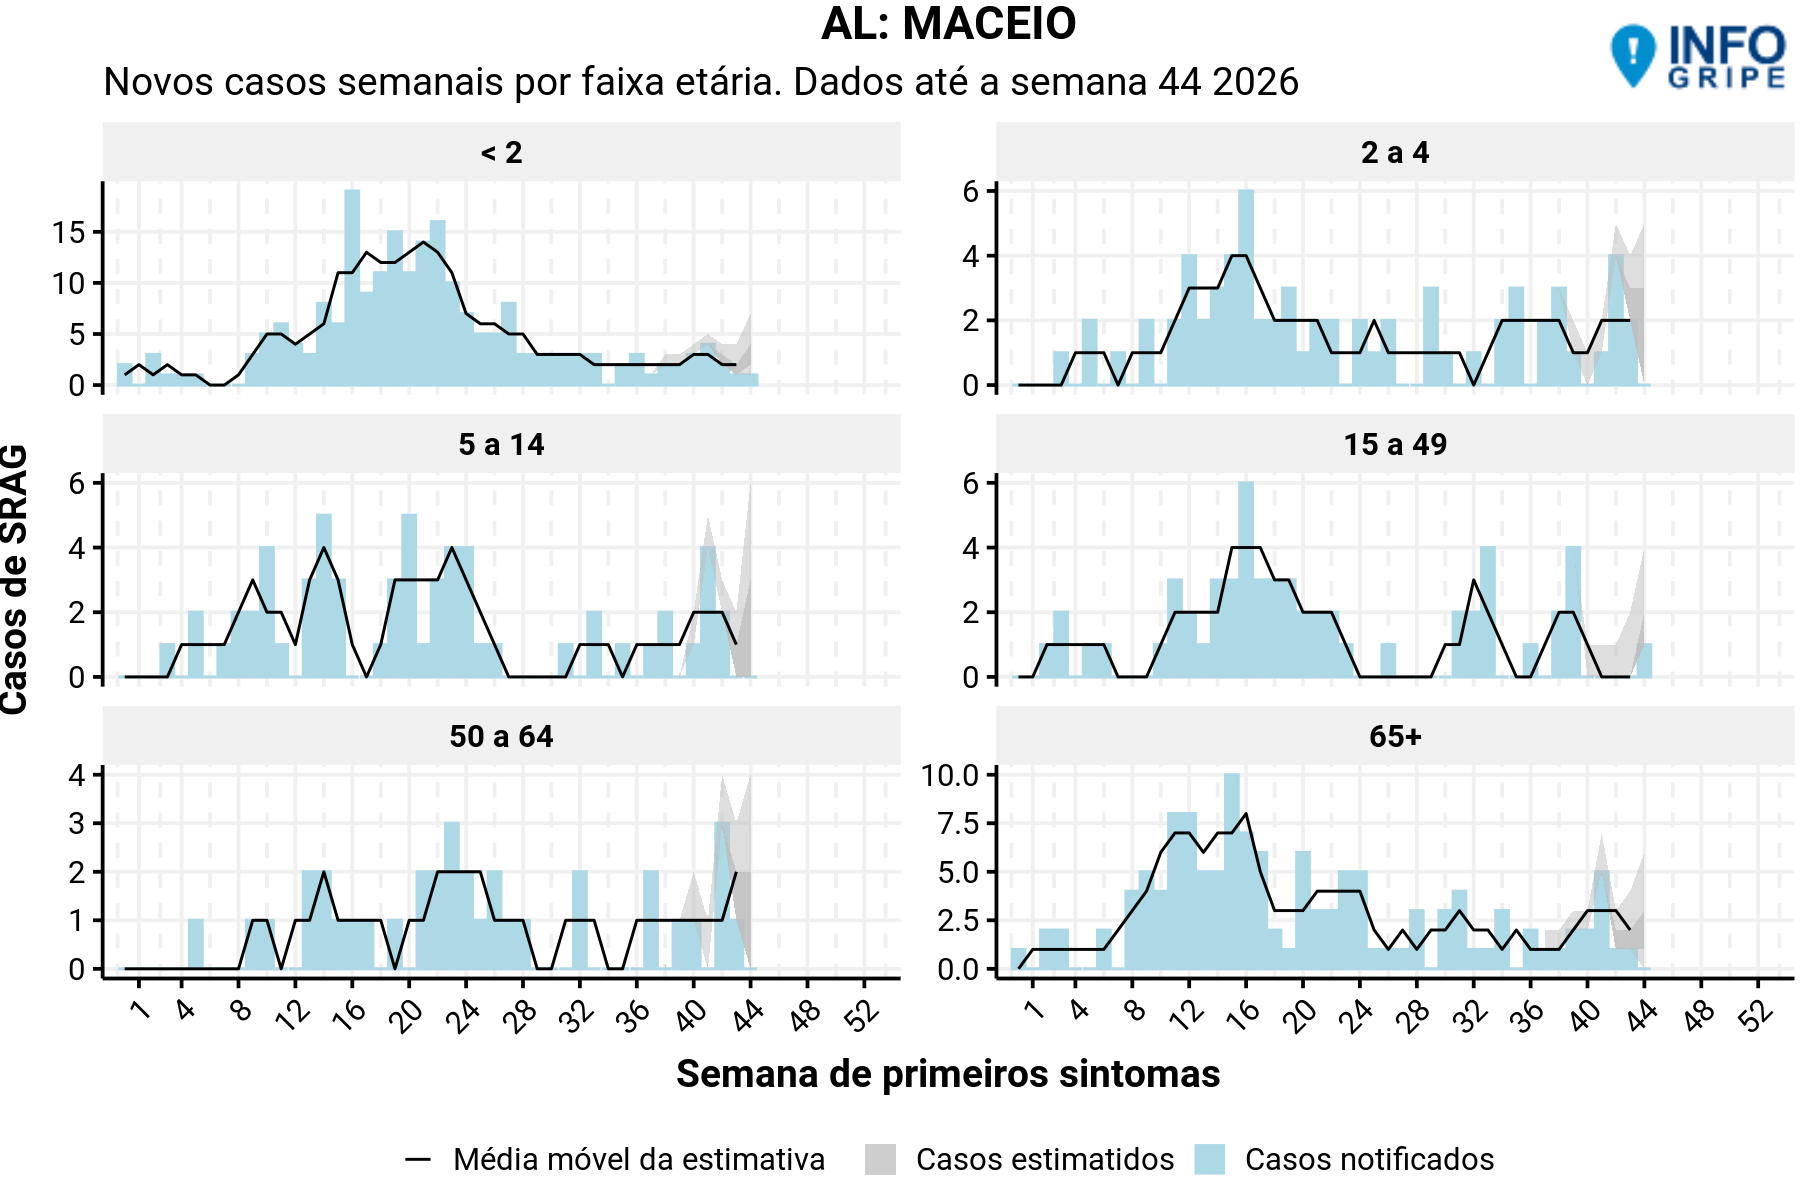 AL: MACEIO
INFO
GRIPE
Novos casos semanais por faixa etária. Dados até a semana 44 2026
< 2
2 a 4
15
10
5
0
6
4
2
0
5 a 14
15 a 49
6
4
2
0
6
4
2
0
Casos de SRAG
50 a 64
65+
4
3
2
1
0
10.0
7.5
5.0
2.5
0.0
1 4 8 12 16 20 24 28 32 36 40 44 48 52
1 4 8 12 16 20 24 28 32 36 40 44 48 52
Semana de primeiros sintomas
Média móvel da estimativa
Casos estimatidos
Casos notificados